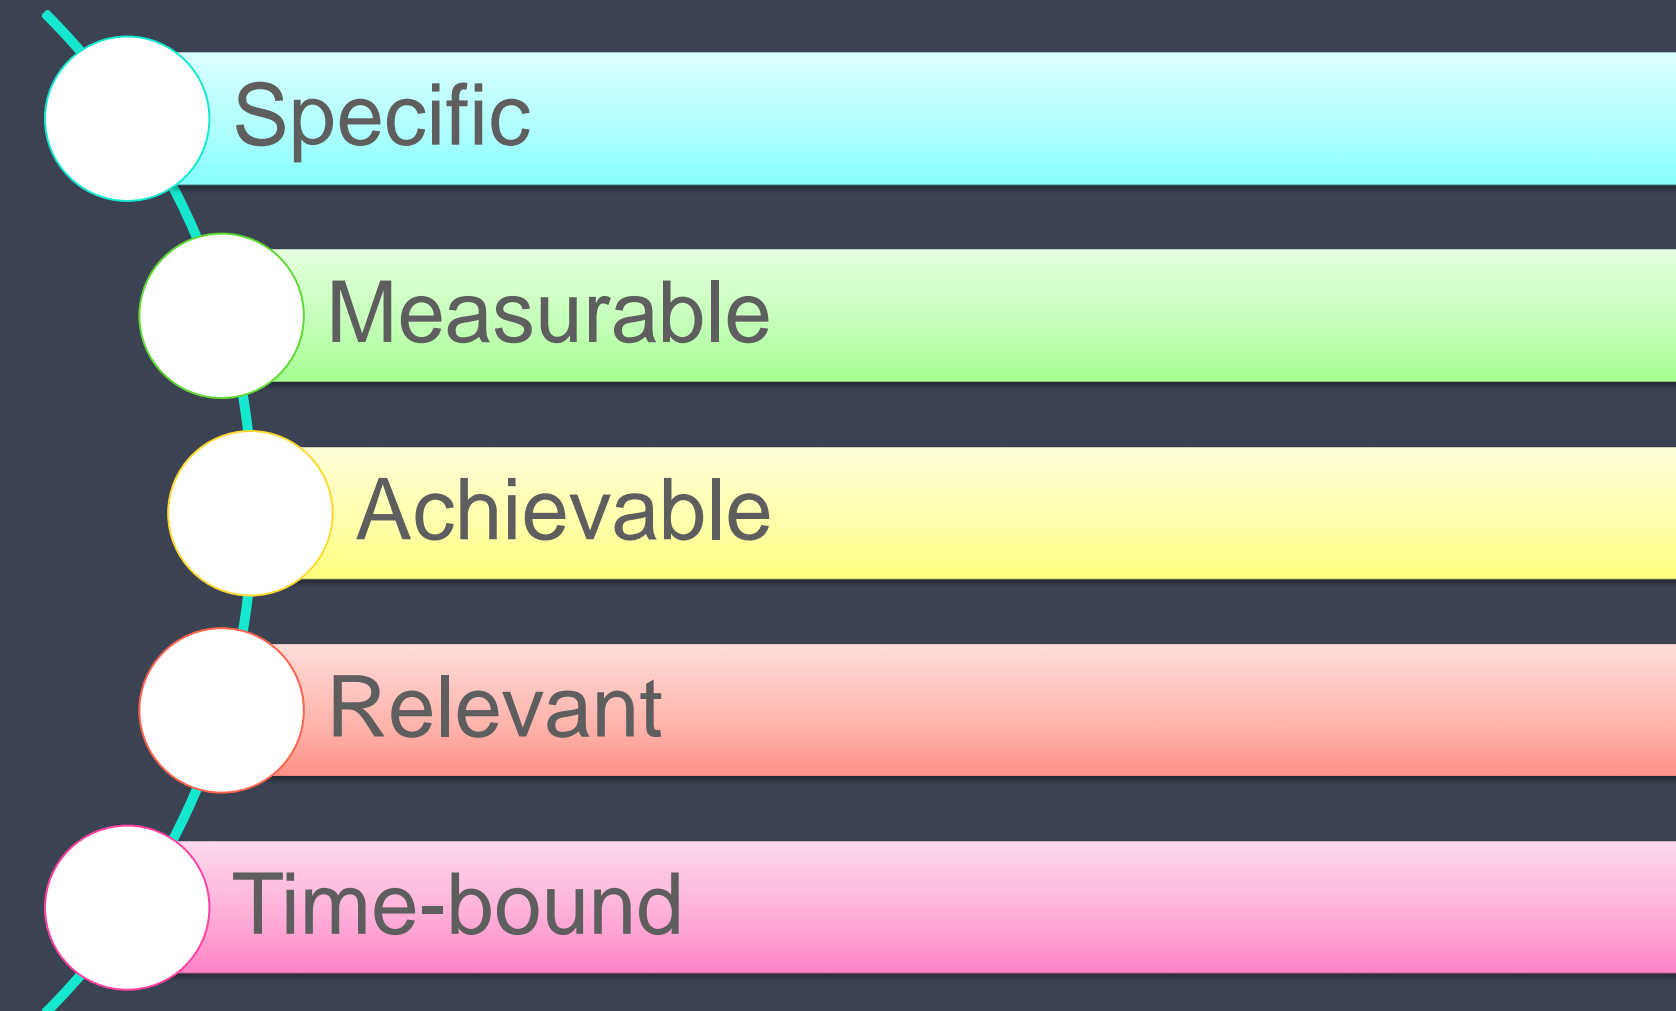 Specific
Measurable
Achievable
Relevant
Time-bound